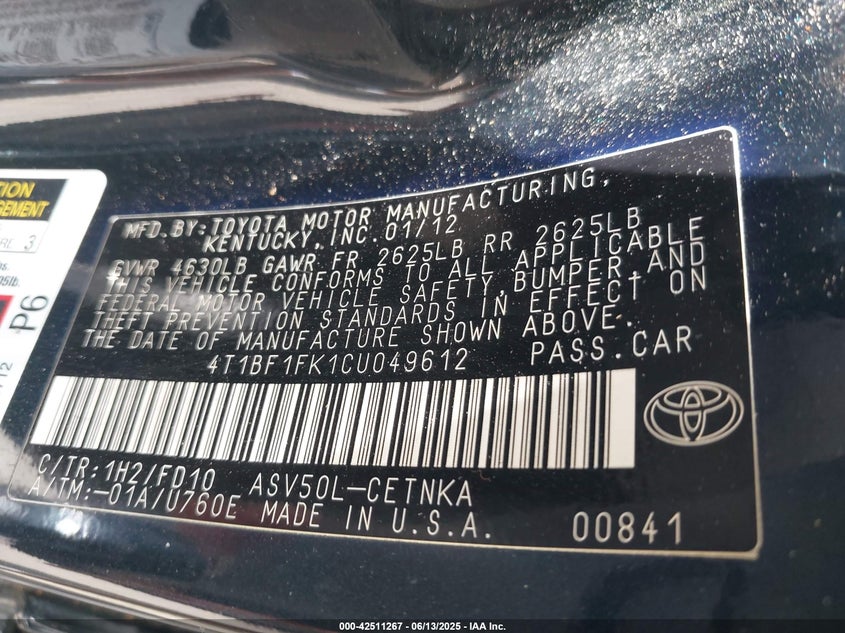 MFD.BY:TOYOTA MOTOR MANUFACTURING,
KENTUCKY,INC.01/12
GVWR 4630LB GAWR FR 2625LB RR 2625LB
THIS VEHICLE CONFORMS TO ALL APPLICABLE
FEDERAL MOTOR VEHICLE SAFETY,BUMPER,AND
THEFT PREVENTION STANDARDS IN EFFECT ON
THE DATE OF MANUFACTURE SHOWN ABOVE.
4T1BF1FK1CU049612 PASS.CAR
C/TR:1H2/FD10 ASV50L-CETNKA
A/TM:-01A/U760E MADE IN U.S.A. 00841
3
P6
000-42511267 - 06/13/2025 - IAA Inc.